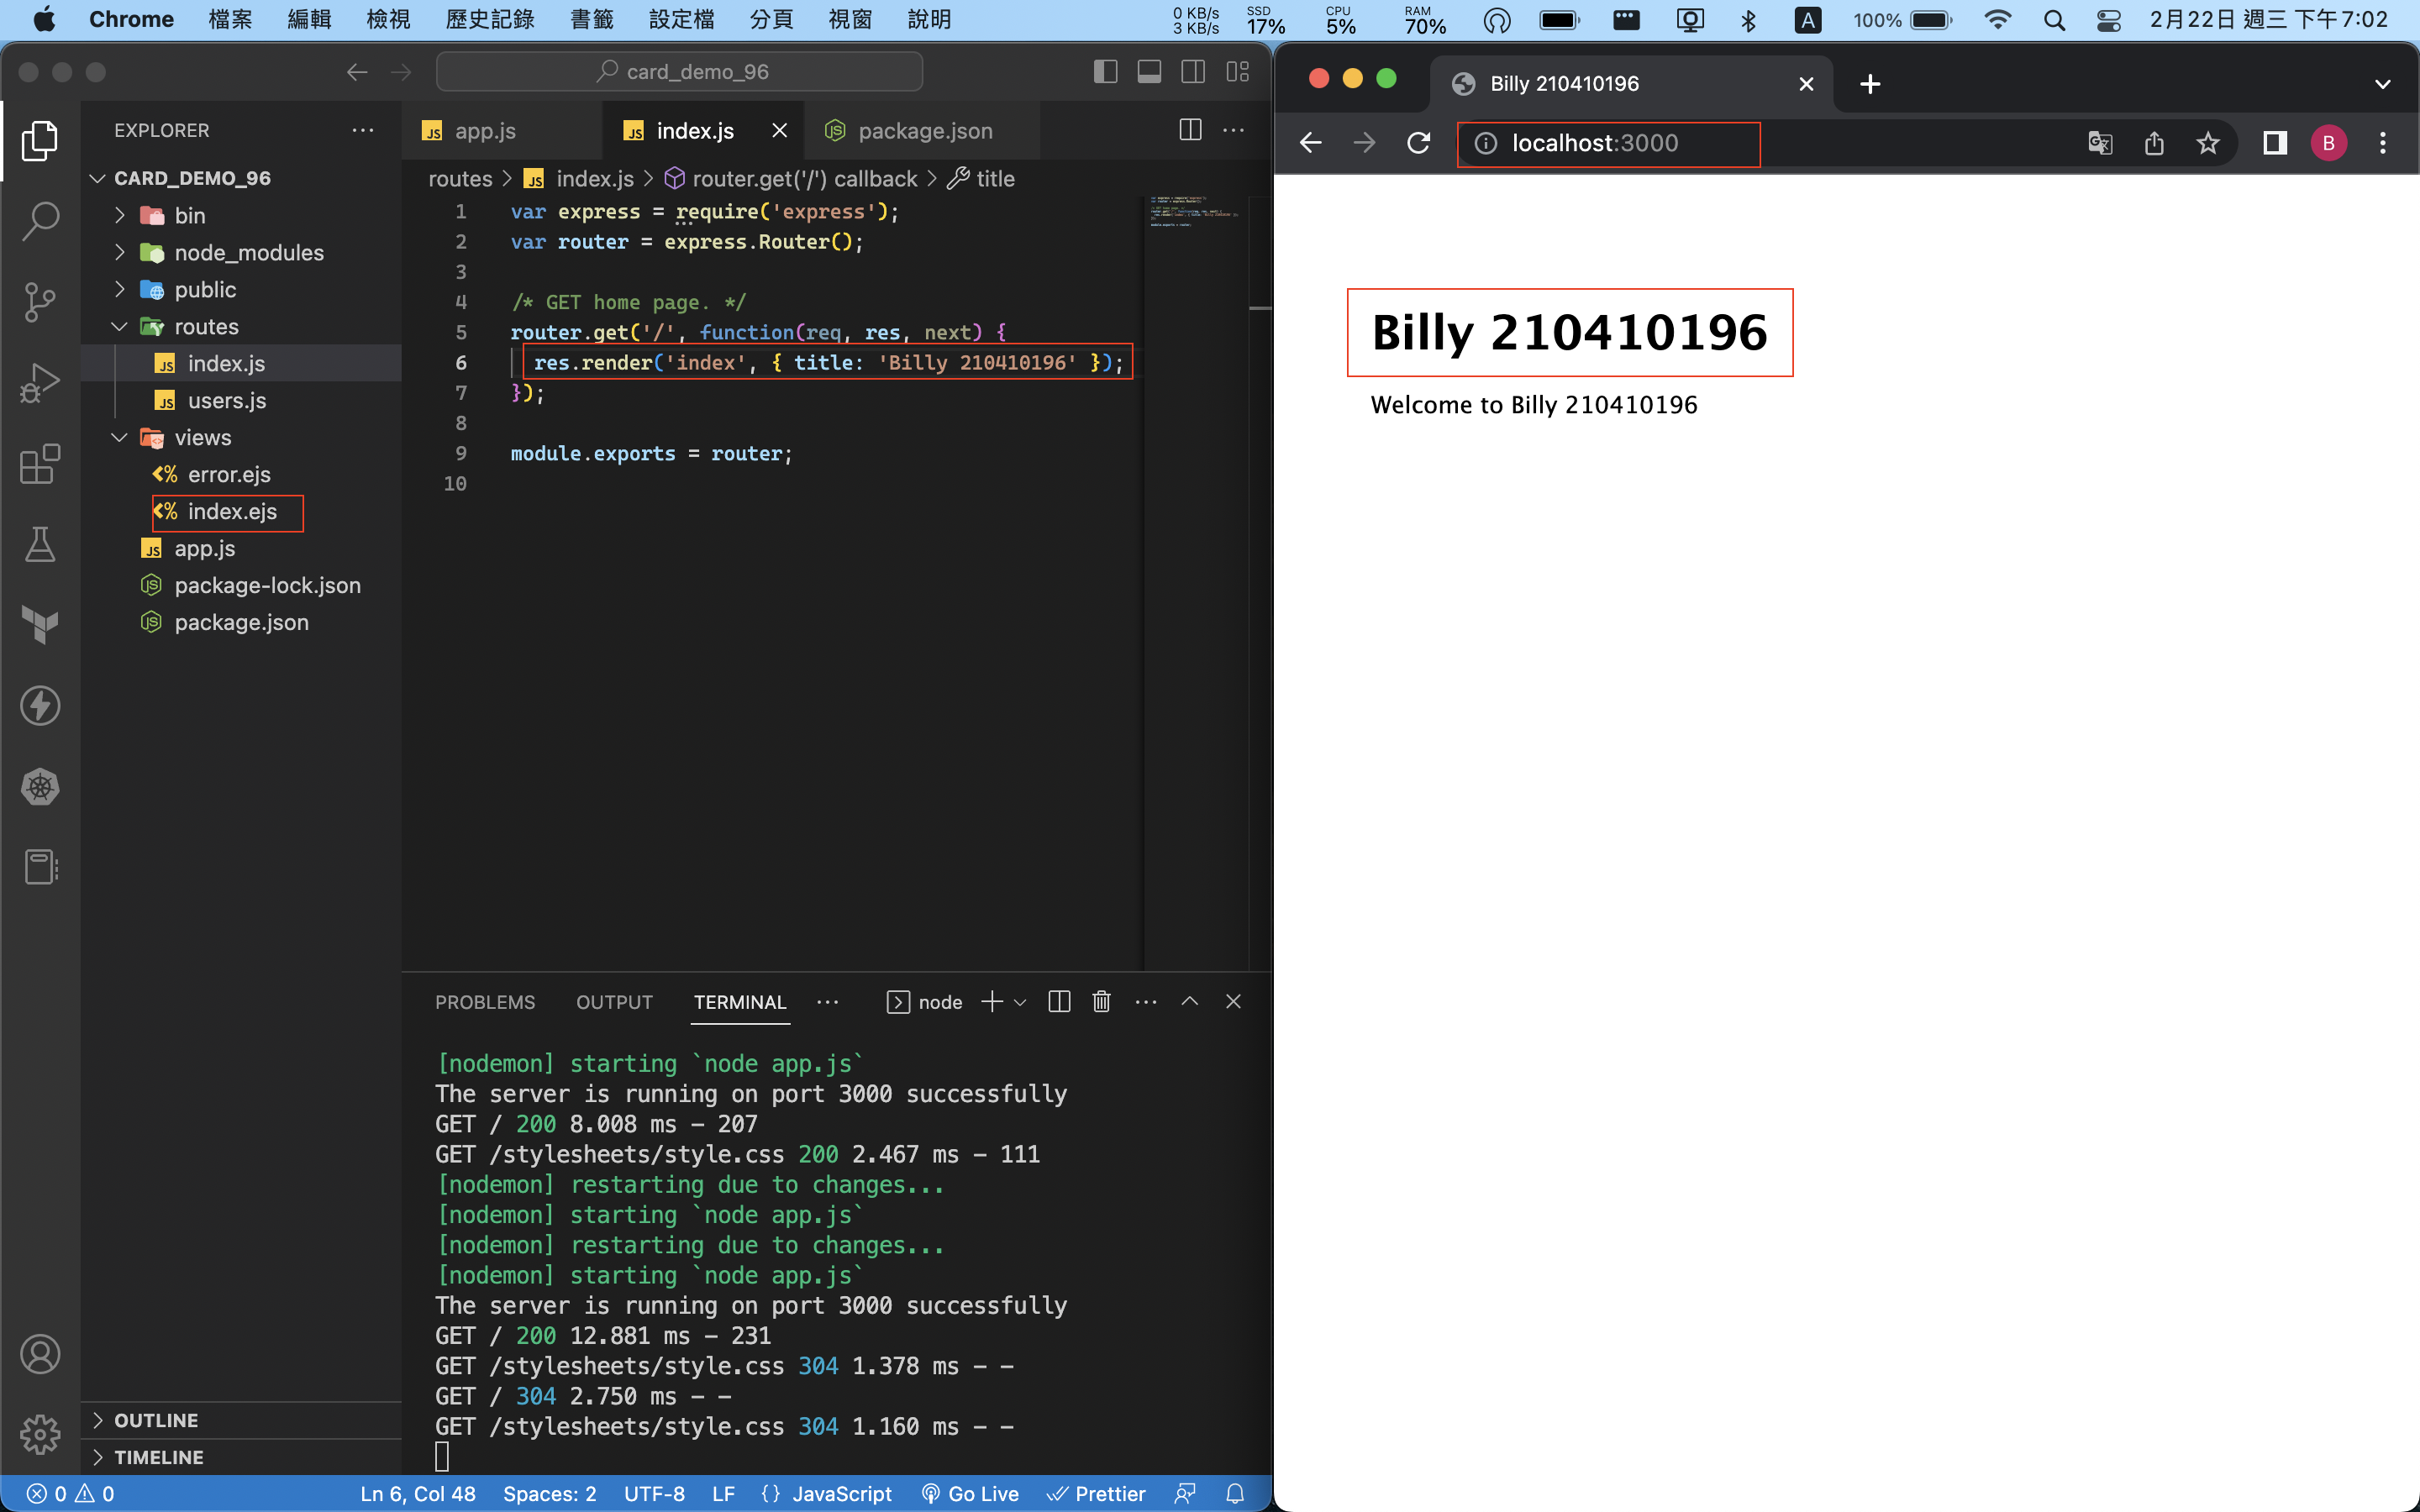 Chrome 檔案 編輯 檢視 歷史記錄 書籤 設定檔 分頁 視窗 說明
0 KB/s 3 KB/s SSD 17% CPU 5% RAM 70% A 100% 2月22日 週三 下午7:02
card_demo_96
EXPLORER
CARD_DEMO_96
bin
node_modules
public
routes
JS index.js
JS users.js
views
<% error.ejs
<% index.ejs
JS app.js
JS package-lock.json
JS package.json
OUTLINE
TIMELINE
JS app.js JS index.js JS package.json
routes > JS index.js > router.get('/') callback > title
1 var express = require('express');
2 var router = express.Router();
3
4 /* GET home page. */
5 router.get('/', function(req, res, next) {
6 res.render('index', { title: 'Billy 210410196' });
7 });
8
9 module.exports = router;
10
PROBLEMS OUTPUT TERMINAL node
[nodemon] starting `node app.js`
The server is running on port 3000 successfully
GET / 200 8.008 ms - 207
GET /stylesheets/style.css 200 2.467 ms - 111
[nodemon] restarting due to changes...
[nodemon] starting `node app.js`
[nodemon] restarting due to changes...
[nodemon] starting `node app.js`
The server is running on port 3000 successfully
GET / 200 12.881 ms - 231
GET /stylesheets/style.css 304 1.378 ms - -
GET / 304 2.750 ms - -
GET /stylesheets/style.css 304 1.160 ms - -
0 0 Ln 6, Col 48 Spaces: 2 UTF-8 LF {} JavaScript Go Live Prettier
Billy 210410196
localhost:3000 B
Billy 210410196
Welcome to Billy 210410196